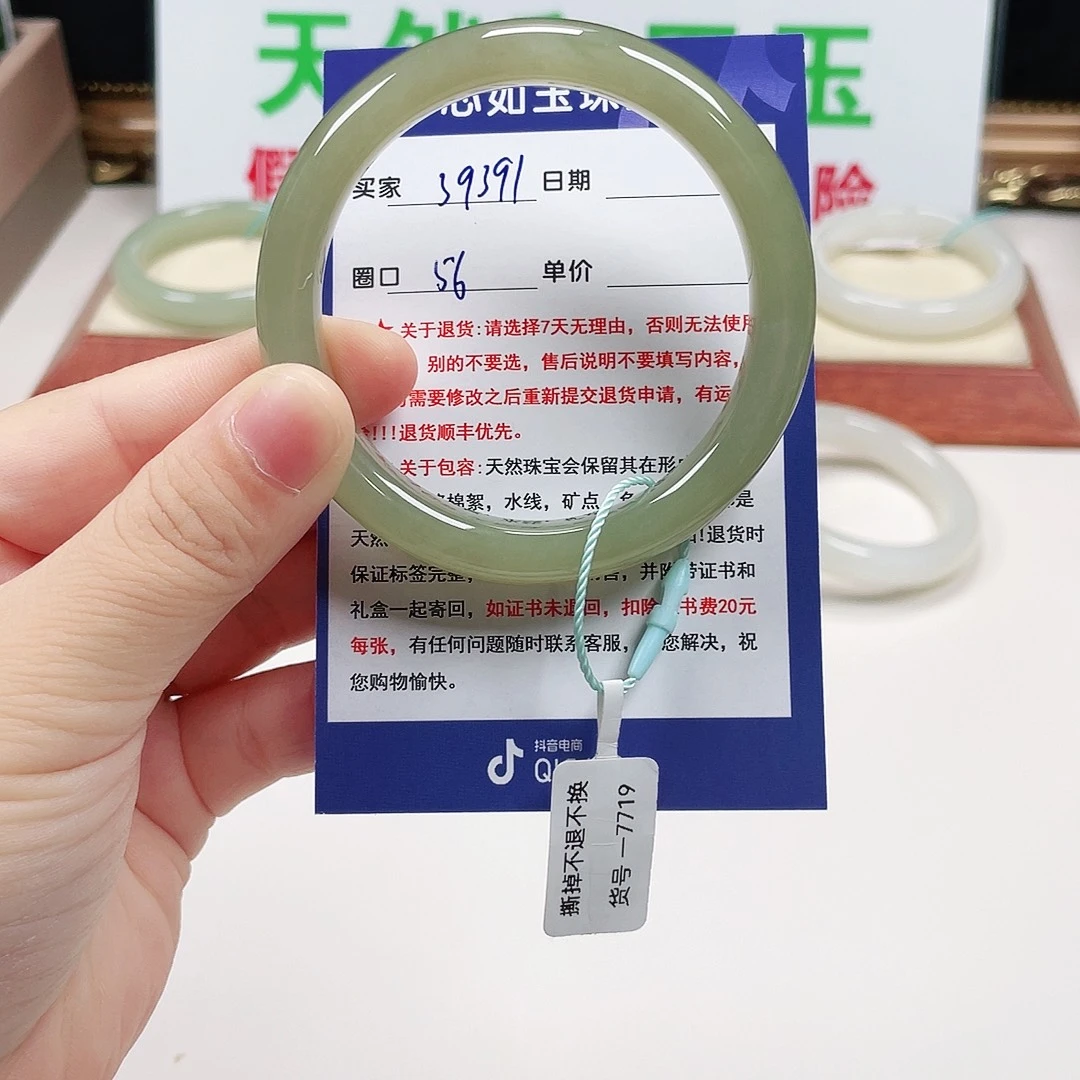 天
玉
假
险
如玉珠
买家 39391 日期
圈口 56 单价
关于退货:请选择7天无理由，否则无法使用
别的不要选，售后说明不要填写内容，
需要修改之后重新提交退货申请，有运
!!!退货顺丰优先。
关于包容:天然珠宝会保留其在形
棉絮，水线，矿点，
天然 !退货时
保证标签完整， 并附带证书和
礼盒一起寄回，如证书未退回，扣除 书费20元
每张，有任何问题随时联系客服， 您解决，祝
您购物愉快。
抖音电商
撕掉不退不换
货号 —7719